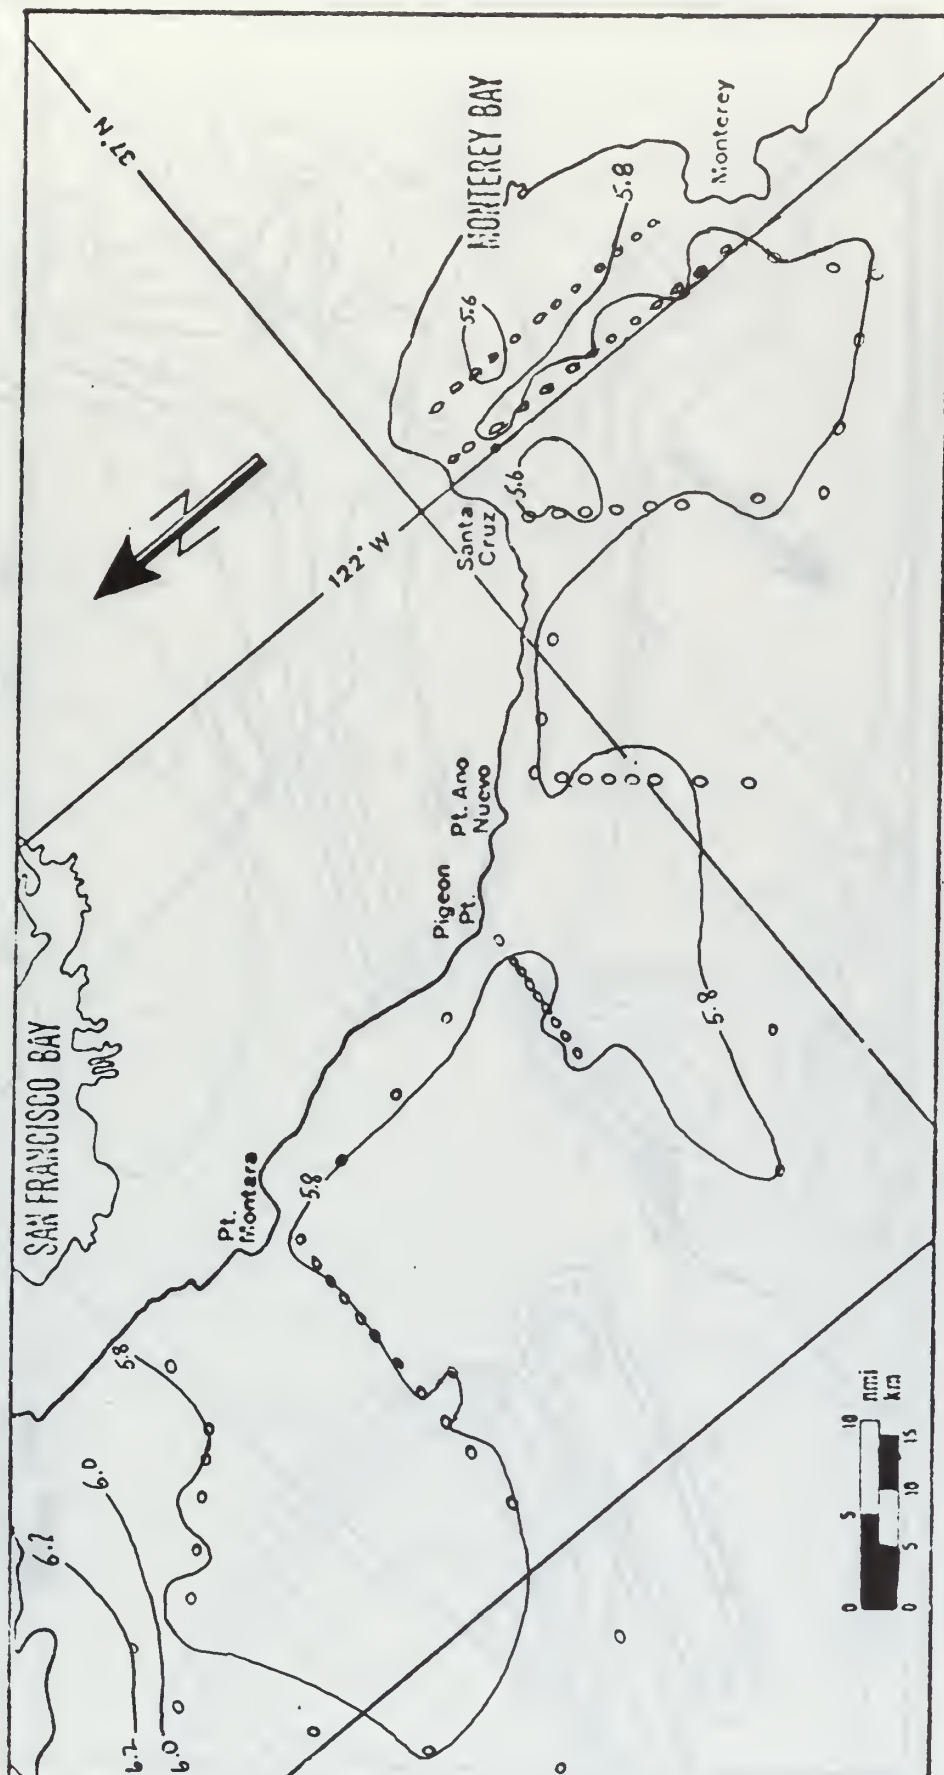 37° N
MONTEREY BAY
Monterey
5.8
5.6
122° W
Santa
Cruz
5.6
Pt. Ano
Nuevo
Pigeon
Pt.
SAN FRANCISCO BAY
5.8
Pt.
Montara
5.8
5.8
6.0
6.2
6.2
6.0
0 5 10 nmi
0 5 10 15 km